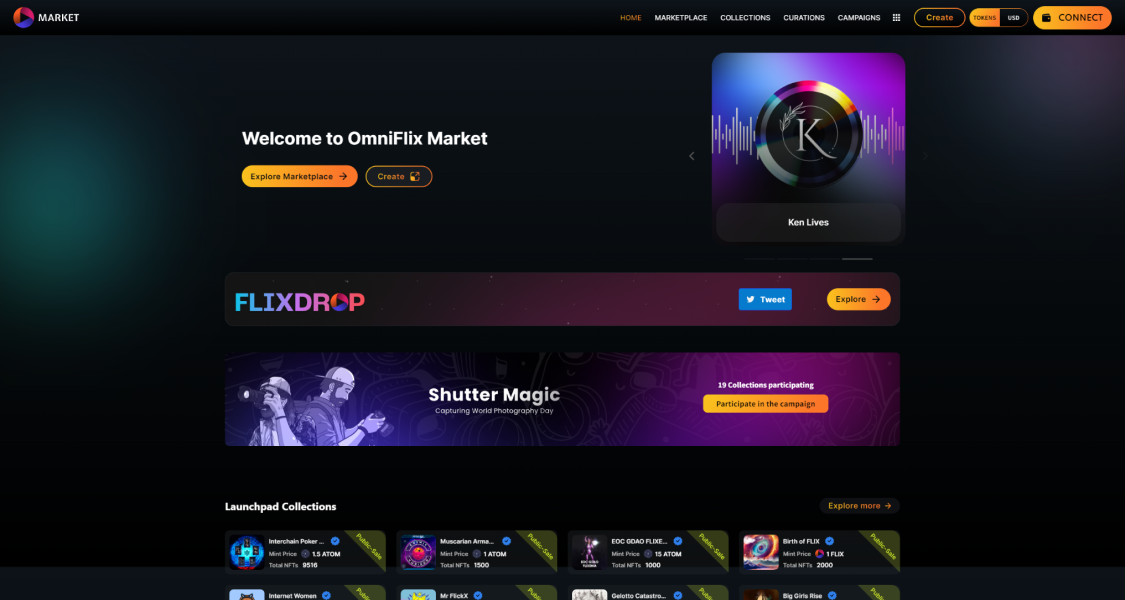 MARKET
HOME MARKETPLACE COLLECTIONS CURATIONS CAMPAIGNS Create TOKENS USD CONNECT
Welcome to OmniFlix Market
Explore Marketplace Create
K
Ken Lives
FLIXDROP Tweet Explore
Shutter Magic
Capturing World Photography Day
19 Collections participating
Participate in the campaign
Launchpad Collections Explore more
Interchain Poker ...
Mint Price 1.5 ATOM
Total NFTs 9516
Public-Sale
Muscarian Arma...
Mint Price 1 ATOM
Total NFTs 1500
Public-Sale
EOC GDAO FLIXE...
Mint Price 15 ATOM
Total NFTs 1000
Public-Sale
Birth of FLIX
Mint Price 1 FLIX
Total NFTs 2000
Public-Sale
Internet Women
Mr FlickX
Gelotto Catastro...
Big Girls Rise